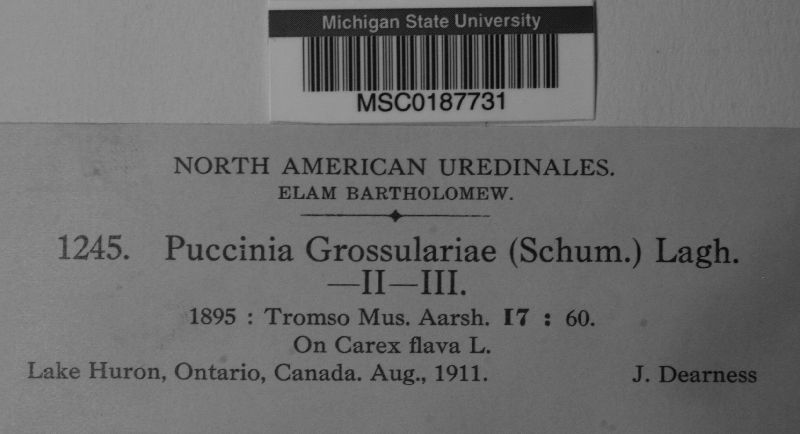 Michigan State University
MSC0187731
NORTH AMERICAN UREDINALES.
ELAM BARTHOLOMEW.
1245. Puccinia Grossulariae (Schum.) Lagh.
—II—III.
1895 : Tromso Mus. Aarsh. 17 : 60.
On Carex flava L.
Lake Huron, Ontario, Canada. Aug., 1911. J. Dearness